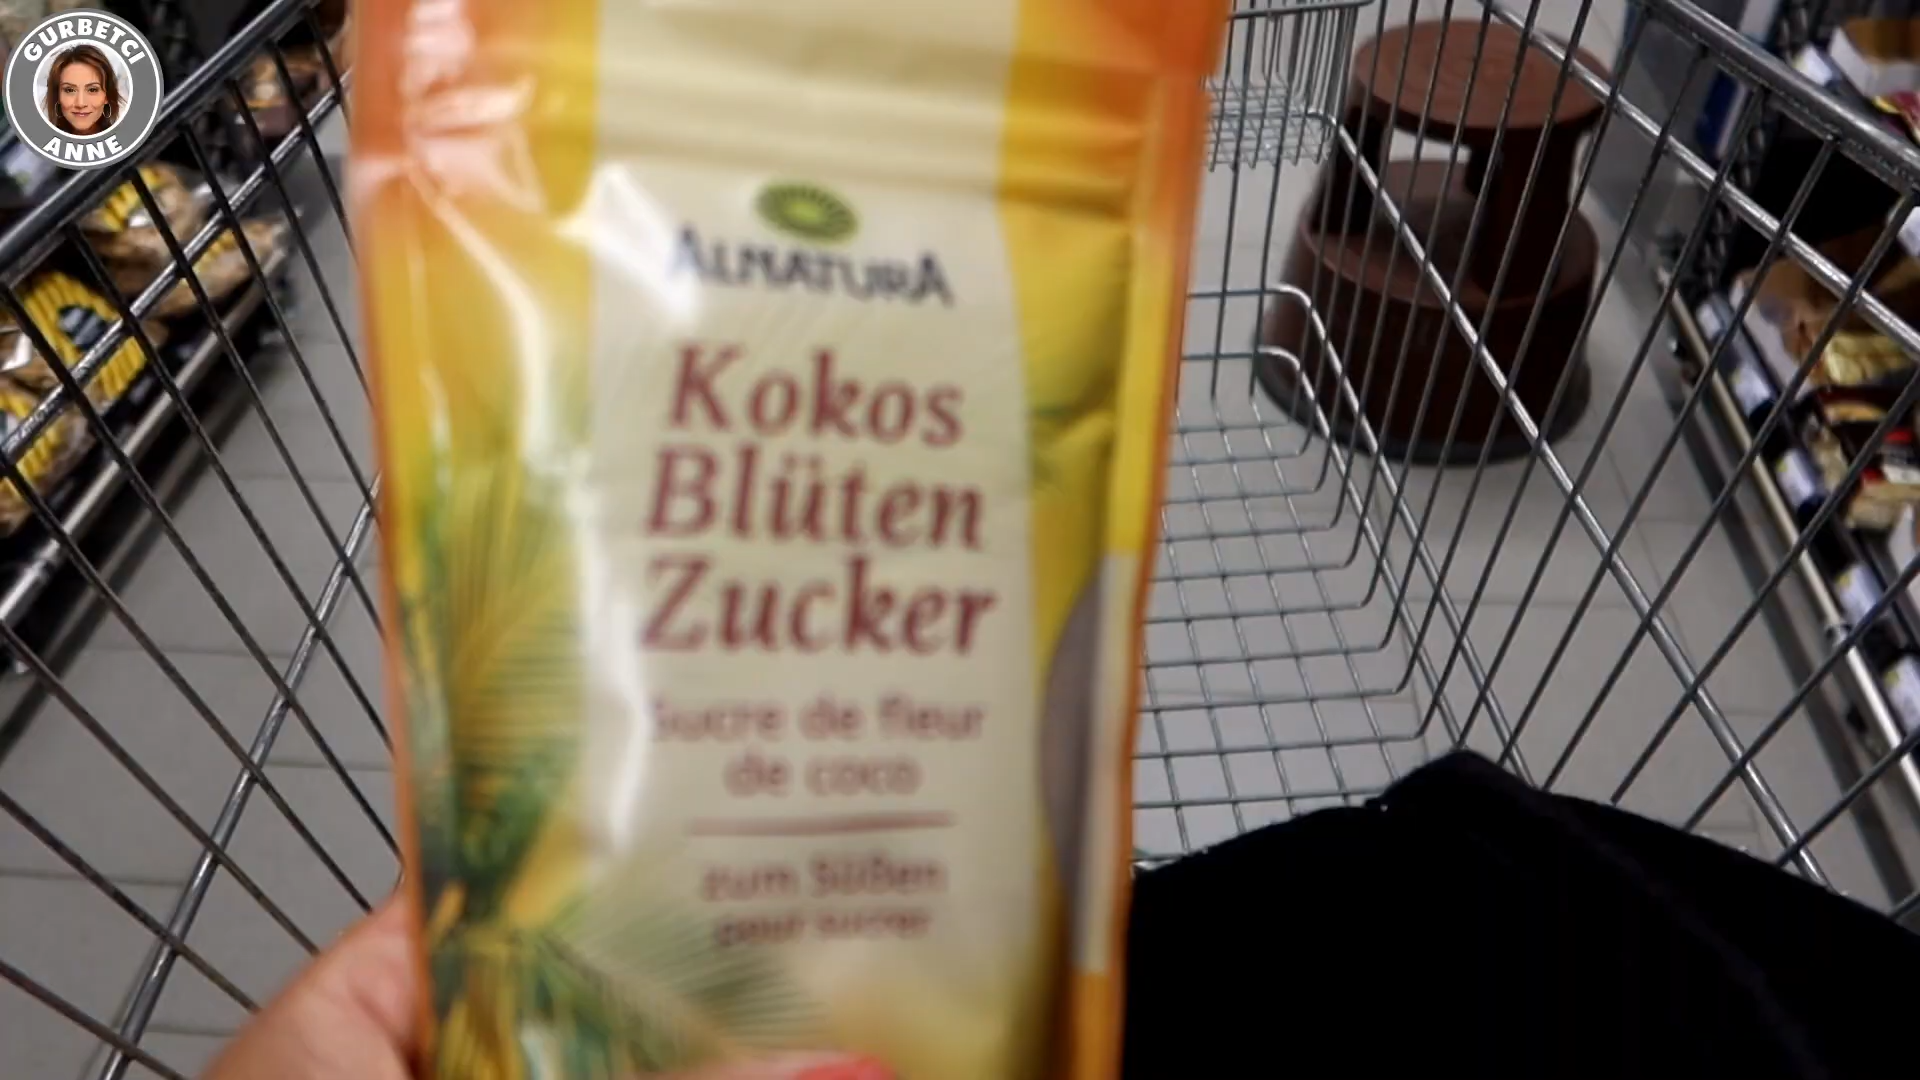 GURBETCI
ANNE
ALNATURA
Kokos
Blüten
Zucker
Sucre de fleur
de coco
zum Süßen
pour sucrer